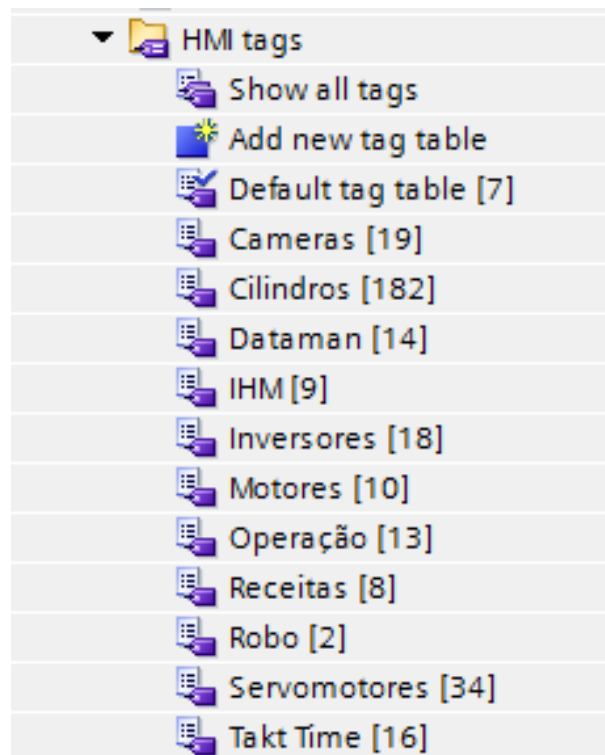 HMI tags
Show all tags
Add new tag table
Default tag table [7]
Cameras [19]
Cilindros [182]
Dataman [14]
IHM [9]
Inversores [18]
Motores [10]
Operação [13]
Receitas [8]
Robo [2]
Servomotores [34]
Takt Time [16]